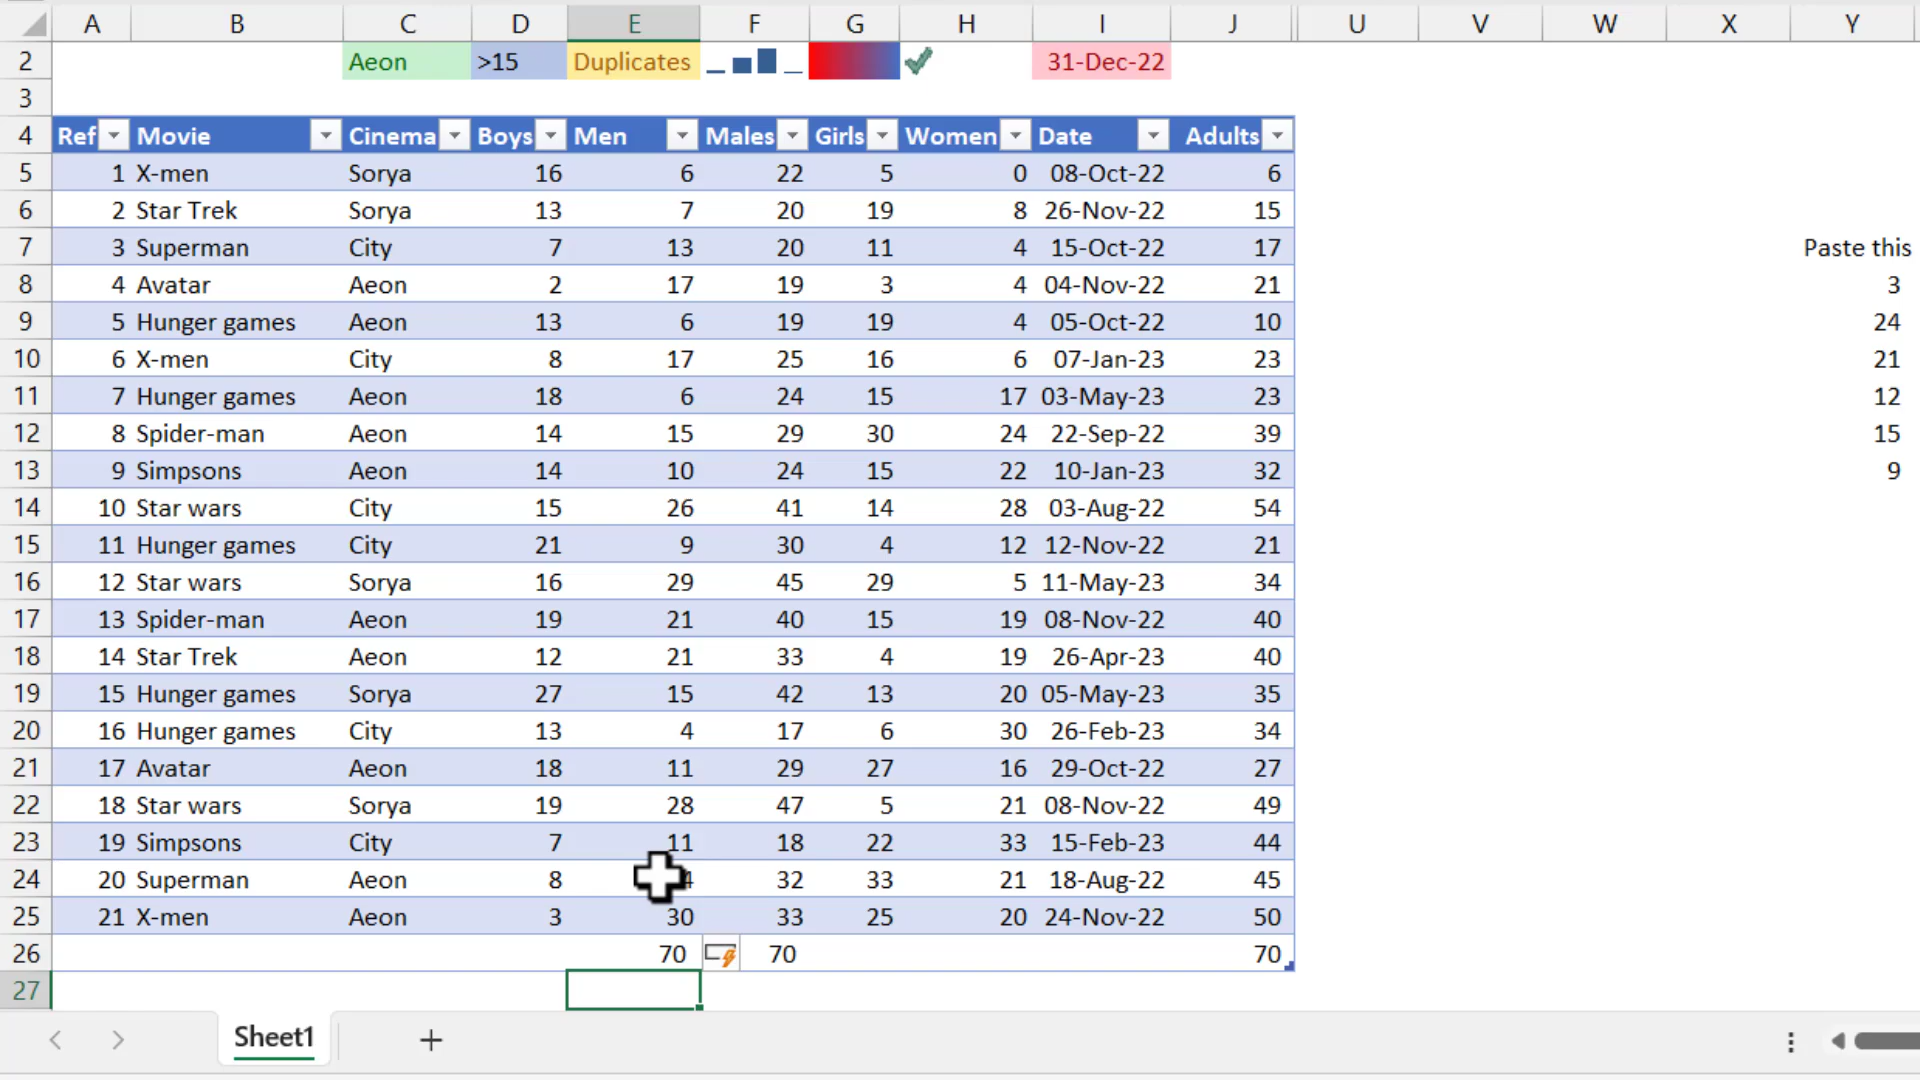 A B C D E F G H I J U V W X Y
2 Aeon >15 Duplicates 31-Dec-22
3
4 Ref Movie Cinema Boys Men Males Girls Women Date Adults
5 1 X-men Sorya 16 6 22 5 0 08-Oct-22 6
6 2 Star Trek Sorya 13 7 20 19 8 26-Nov-22 15
7 3 Superman City 7 13 20 11 4 15-Oct-22 17 Paste this
8 4 Avatar Aeon 2 17 19 3 4 04-Nov-22 21 3
9 5 Hunger games Aeon 13 6 19 19 4 05-Oct-22 10 24
10 6 X-men City 8 17 25 16 6 07-Jan-23 23 21
11 7 Hunger games Aeon 18 6 24 15 17 03-May-23 23 12
12 8 Spider-man Aeon 14 15 29 30 24 22-Sep-22 39 15
13 9 Simpsons Aeon 14 10 24 15 22 10-Jan-23 32 9
14 10 Star wars City 15 26 41 14 28 03-Aug-22 54
15 11 Hunger games City 21 9 30 4 12 12-Nov-22 21
16 12 Star wars Sorya 16 29 45 29 5 11-May-23 34
17 13 Spider-man Aeon 19 21 40 15 19 08-Nov-22 40
18 14 Star Trek Aeon 12 21 33 4 19 26-Apr-23 40
19 15 Hunger games Sorya 27 15 42 13 20 05-May-23 35
20 16 Hunger games City 13 4 17 6 30 26-Feb-23 34
21 17 Avatar Aeon 18 11 29 27 16 29-Oct-22 27
22 18 Star wars Sorya 19 28 47 5 21 08-Nov-22 49
23 19 Simpsons City 7 11 18 22 33 15-Feb-23 44
24 20 Superman Aeon 8 32 33 21 18-Aug-22 45
25 21 X-men Aeon 3 30 33 25 20 24-Nov-22 50
26 70 70 70
27
Sheet1